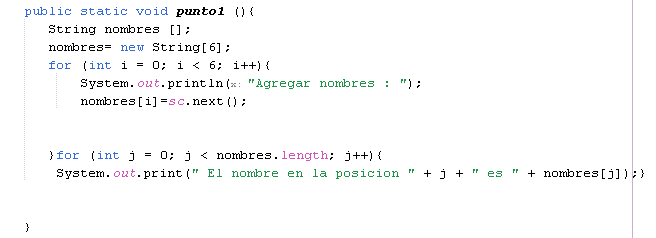 public static void punto1 (){
String nombres [];
nombres= new String[6];
for (int i = 0; i < 6; i++){
System.out.println(x: "Agregar nombres : ");
nombres[i]=sc.next();
}for (int j = 0; j < nombres.length; j++){
System.out.print(" El nombre en la posicion " + j + " es " + nombres[j]);}
}